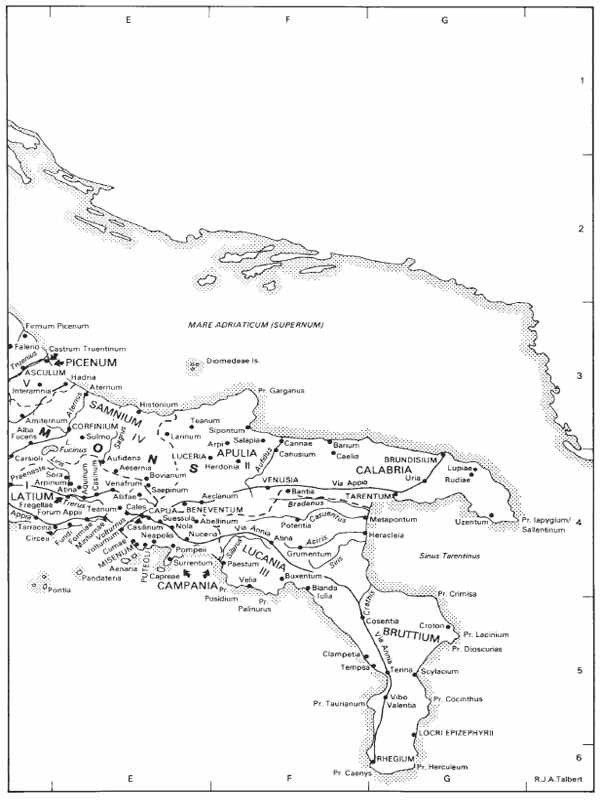 E F G
1
2
MARE ADRIATICUM (SUPERNUM)
Firmum Picenum
Falerio
Castrum Truentinum
Truentus
PICENUM
ASCULUM
V
Hadria
Interamnia
Aternum
Diomedeae Is.
3
Pr. Garganus
Aternus
SAMNIUM
IV
Histonium
Amiternum
Alba
Fucens
M
CORFINIUM
Sulmo
Sagrus
Larinum
Teanum
Sipontum
Arpi
Salapia
Cannae
Canusium
Barium
Caelia
L.
Fucinus
O
Carsioli
Liris
Aufidena
N
LUCERIA
APULIA
Herdonia
II
Aufidus
BRUNDISIUM
CALABRIA
Lupiae
Rudiae
Praeneste
Sora
Arpinum
Aquinum
Casinum
Aesernia
Bovianum
S
Uria
I
Atina
Venafrum
Saepinum
VENUSIA
Via Appia
LATIUM
Trerus
Allifae
Aeclanum
Bantia
TARENTUM
Fregellae
Forum Appi
Teanum
Cales
CAPUA
BENEVENTUM
Bradanus
Uzentum
Pr. Iapygium/
Sallentinum
4
Appia
Tarracina
Circeii
Fundi
Formiae
Minturnae
Volturnus
Volturnum
Casilinum
Suessula
Abellinum
Via Annia
Potentia
Casuentus
Metapontum
Cumae
Neapolis
Nola
Nuceria
Atina
Aciris
Heraclea
MISENUM
Pompeii
Silarus
LUCANIA
III
Grumentum
Siris
Sinus Tarentinus
Aenaria
PUTEOLI
Surrentum
Paestum
Pandateria
Capreae
CAMPANIA
Velia
Buxentum
Pontia
Pr.
Posidium
Pr.
Palinurus
Blanda
Iulia
Crathis
Pr. Crimisa
Cosentia
Croton
Pr. Lacinium
Via Annia
BRUTTIUM
Pr. Dioscurias
Clampetia
Tempsa
Terina
Scylacium
5
Pr. Taurianum
Vibo
Valentia
Pr. Cocinthus
LOCRI EPIZEPHYRII
RHEGIUM
6
Pr. Caenys
Pr. Herculeum
E F G
R.J.A.Talbert